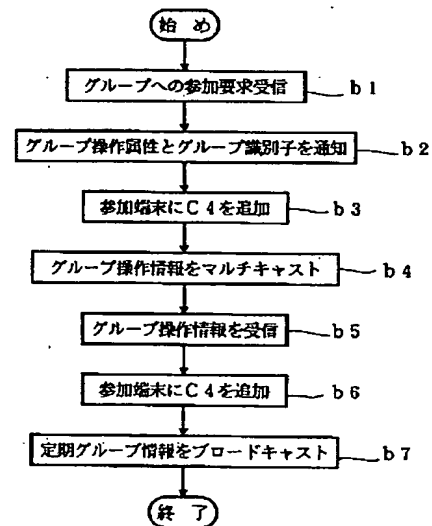 始 め
グループへの参加要求受信 b1
グループ操作属性とグループ識別子を通知 b2
参加端末にC4を追加 b3
グループ操作情報をマルチキャスト b4
グループ操作情報を受信 b5
参加端末にC4を追加 b6
定期グループ情報をブロードキャスト b7
終 了